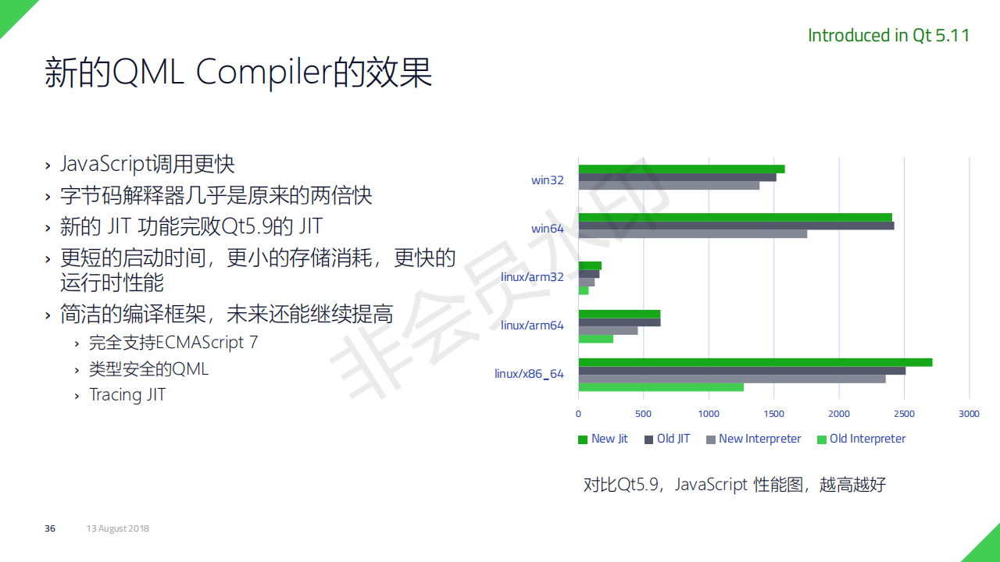 Introduced in Qt 5.11
新的QML Compiler的效果
› JavaScript调用更快
› 字节码解释器几乎是原来的两倍快
› 新的 JIT 功能完败Qt5.9的 JIT
› 更短的启动时间，更小的存储消耗，更快的
运行时性能
› 简洁的编译框架，未来还能继续提高
› 完全支持ECMAScript 7
› 类型安全的QML
› Tracing JIT
win32
win64
linux/arm32
linux/arm64
linux/x86_64
0 500 1000 1500 2000 2500 3000
New Jit Old JIT New Interpreter Old Interpreter
对比Qt5.9，JavaScript 性能图，越高越好
非会员水印
36 13 August 2018